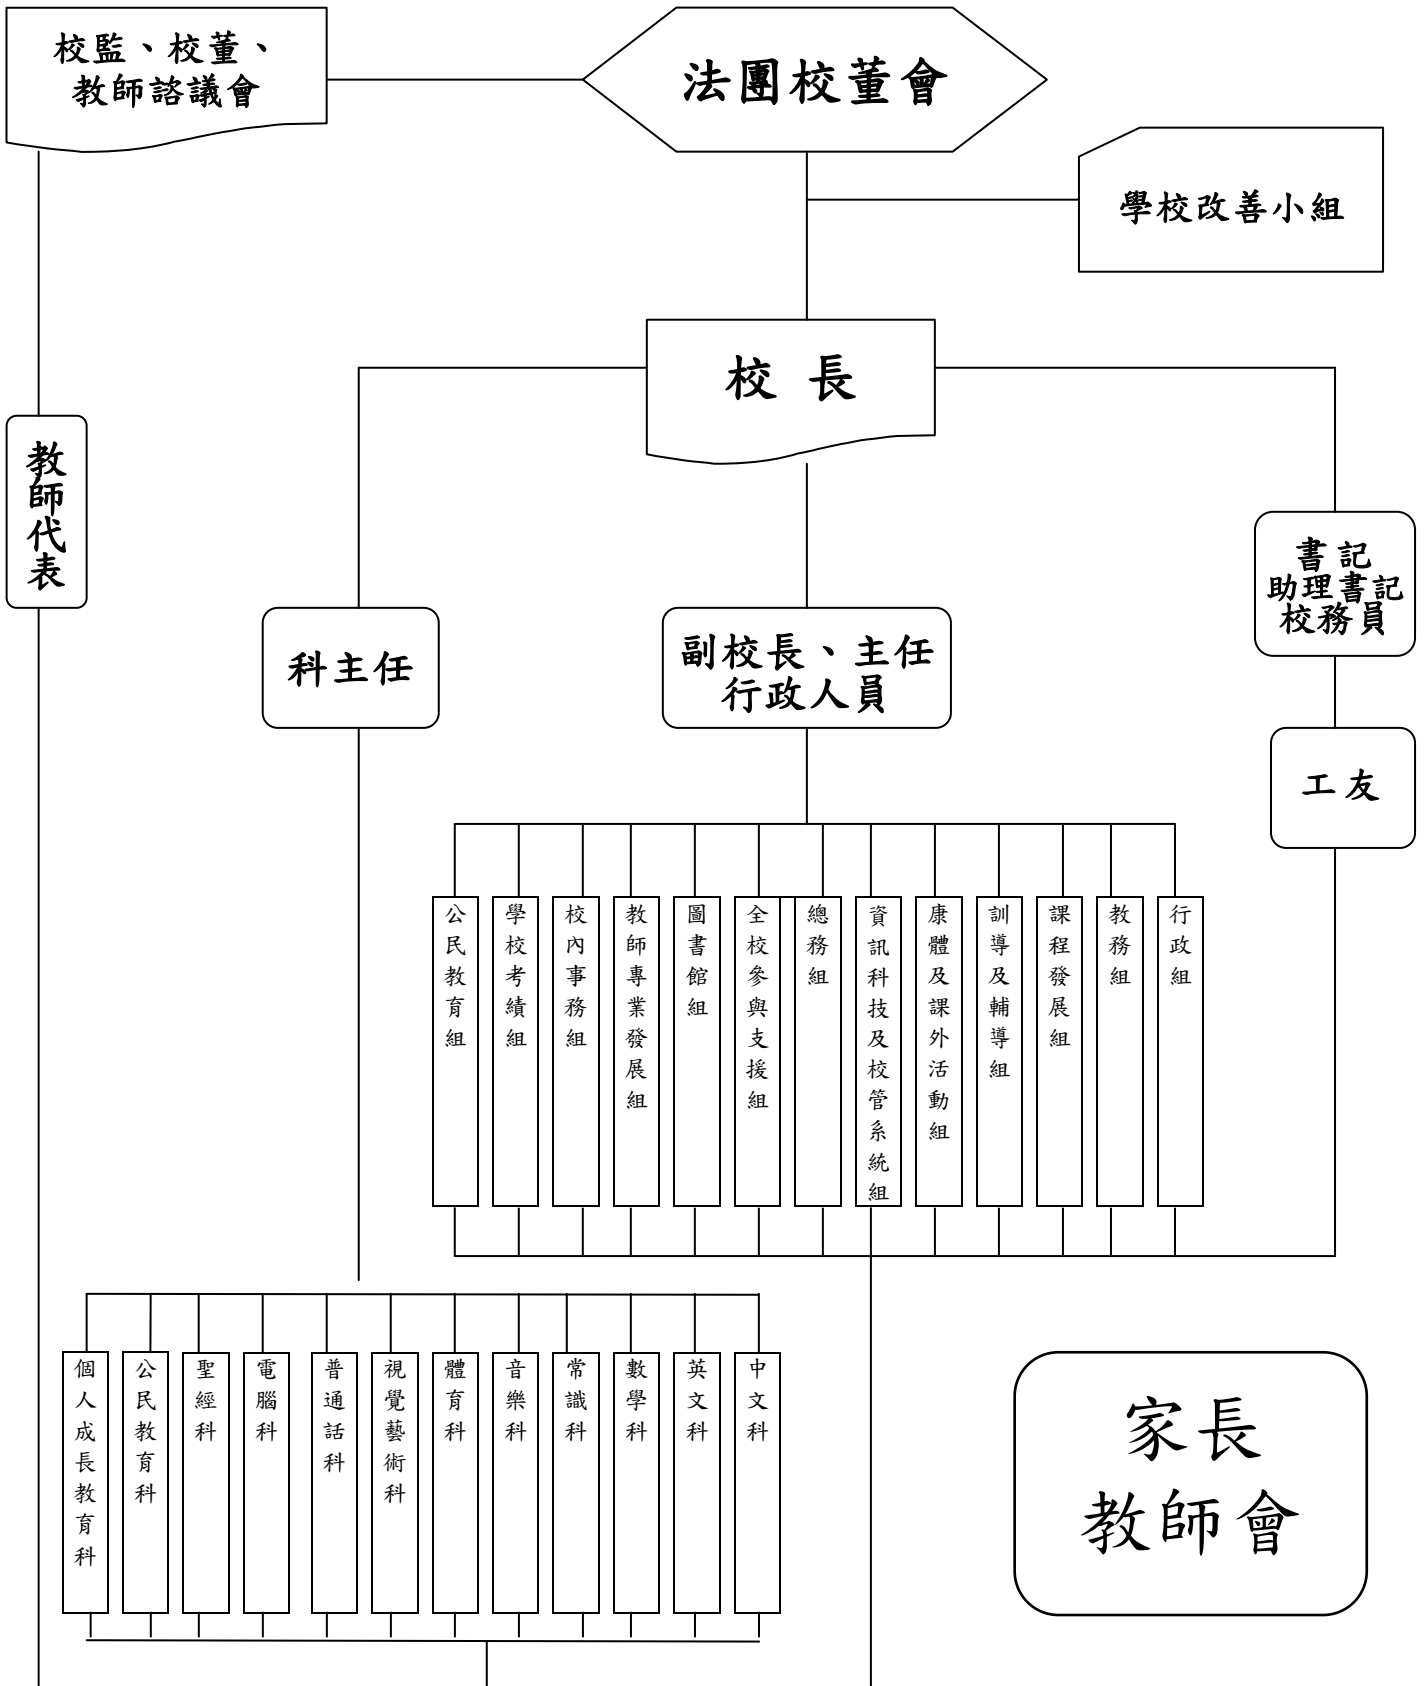 校監、校董、
教師諮議會
法團校董會
學校改善小組
校長
教師代表
書記
助理書記
校務員
科主任
副校長、主任
行政人員
工友
公民教育組
學校考績組
校內事務組
教師專業發展組
圖書館組
全校參與支援組
總務組
資訊科技及校管系統組
康體及課外活動組
訓導及輔導組
課程發展組
教務組
行政組
個人成長教育科
公民教育科
聖經科
電腦科
普通話科
視覺藝術科
體育科
音樂科
常識科
數學科
英文科
中文科
家長
教師會